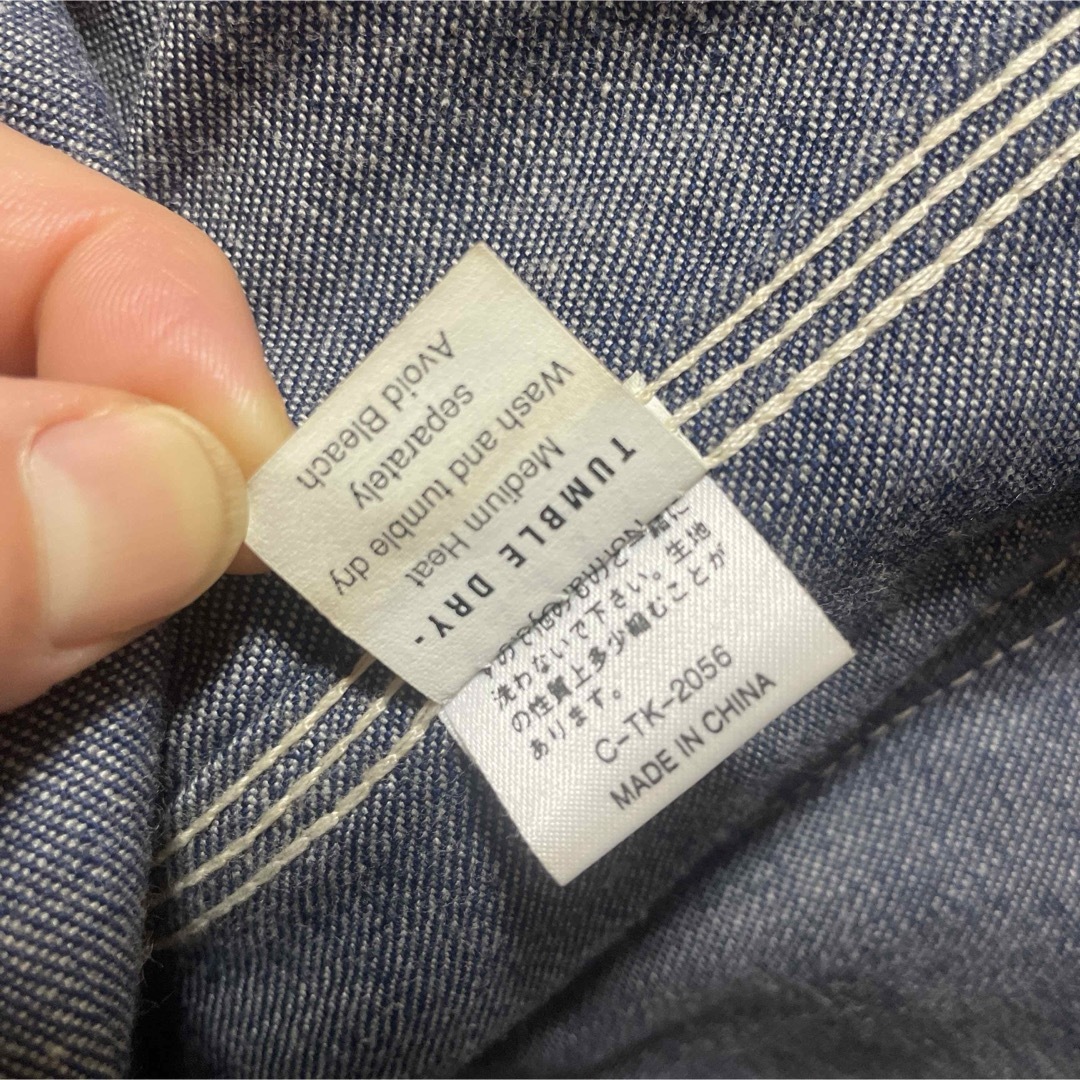 TUMBLE DRY-
Medium Heat
Wash and tumble dry
separately
Avoid Bleach
洗わないで下さい。生地
の性質上多少縮むことが
あります。
C-TK-2056
MADE IN CHINA